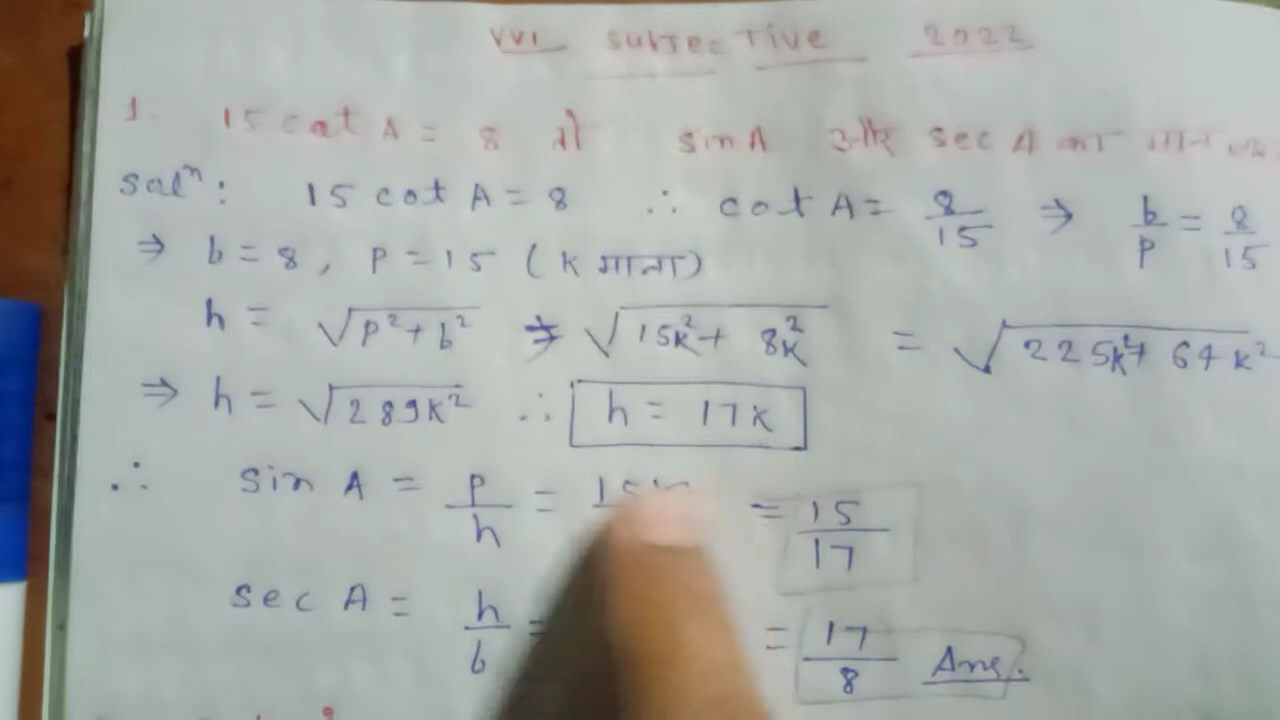 VVI Subjective 2022
1. 15 cot A = 8 तो sin A और sec A का मान
Solⁿ: 15 cot A = 8 ∴ cot A = 8/15 ⇒ b/p = 8/15
⇒ b = 8, P = 15 (K माना)
h = √(p² + b²) ⇒ √(15k² + 8k²) = √(225k² + 64k²)
⇒ h = √(289k²) ∴ h = 17k
∴ sin A = p/h = = 15/17
sec A = h/b = = 17/8 Ans.